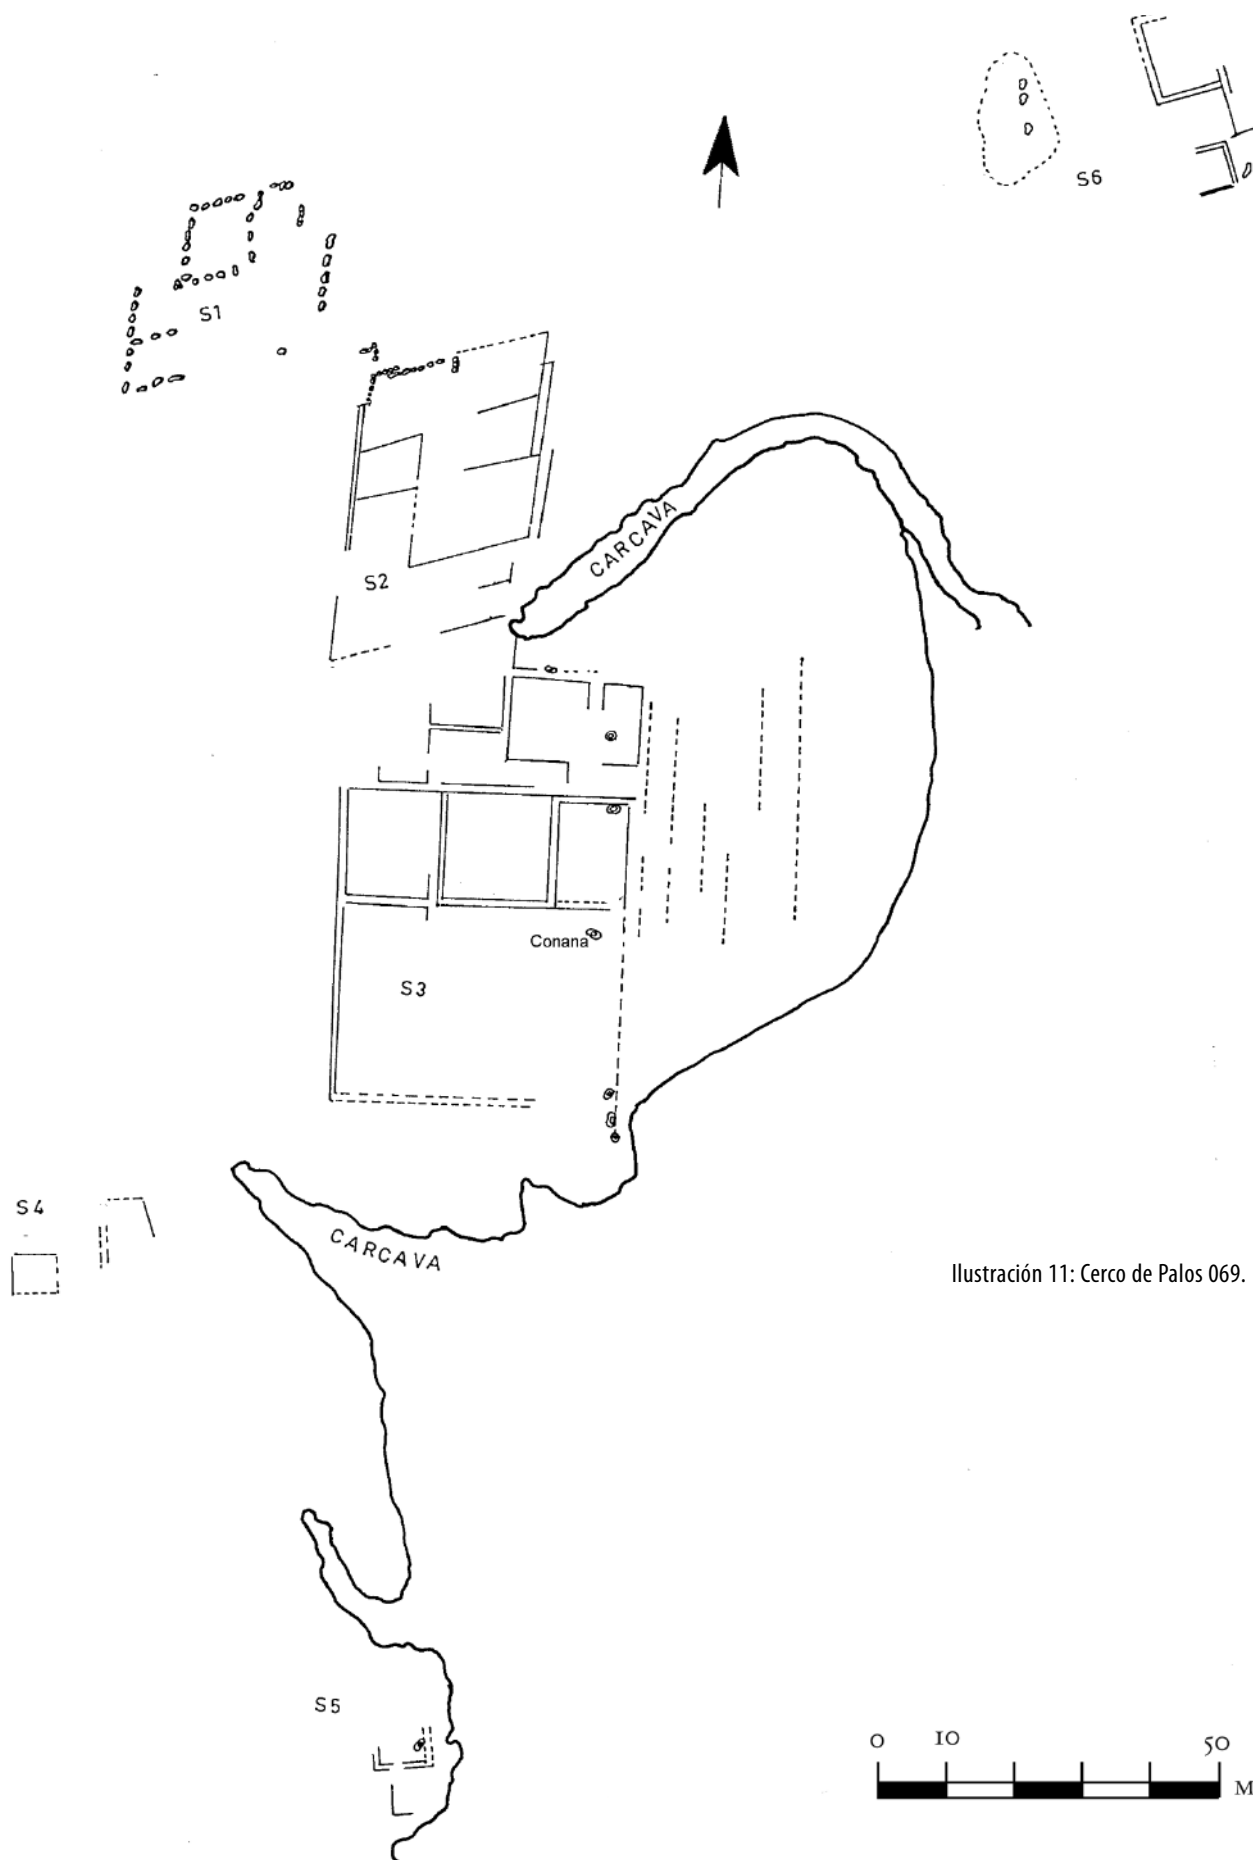 S6
S1
CARCAVA
S2
Conana
S3
S4
CARCAVA
Ilustración 11: Cerco de Palos 069.
S5
0 10 50
M